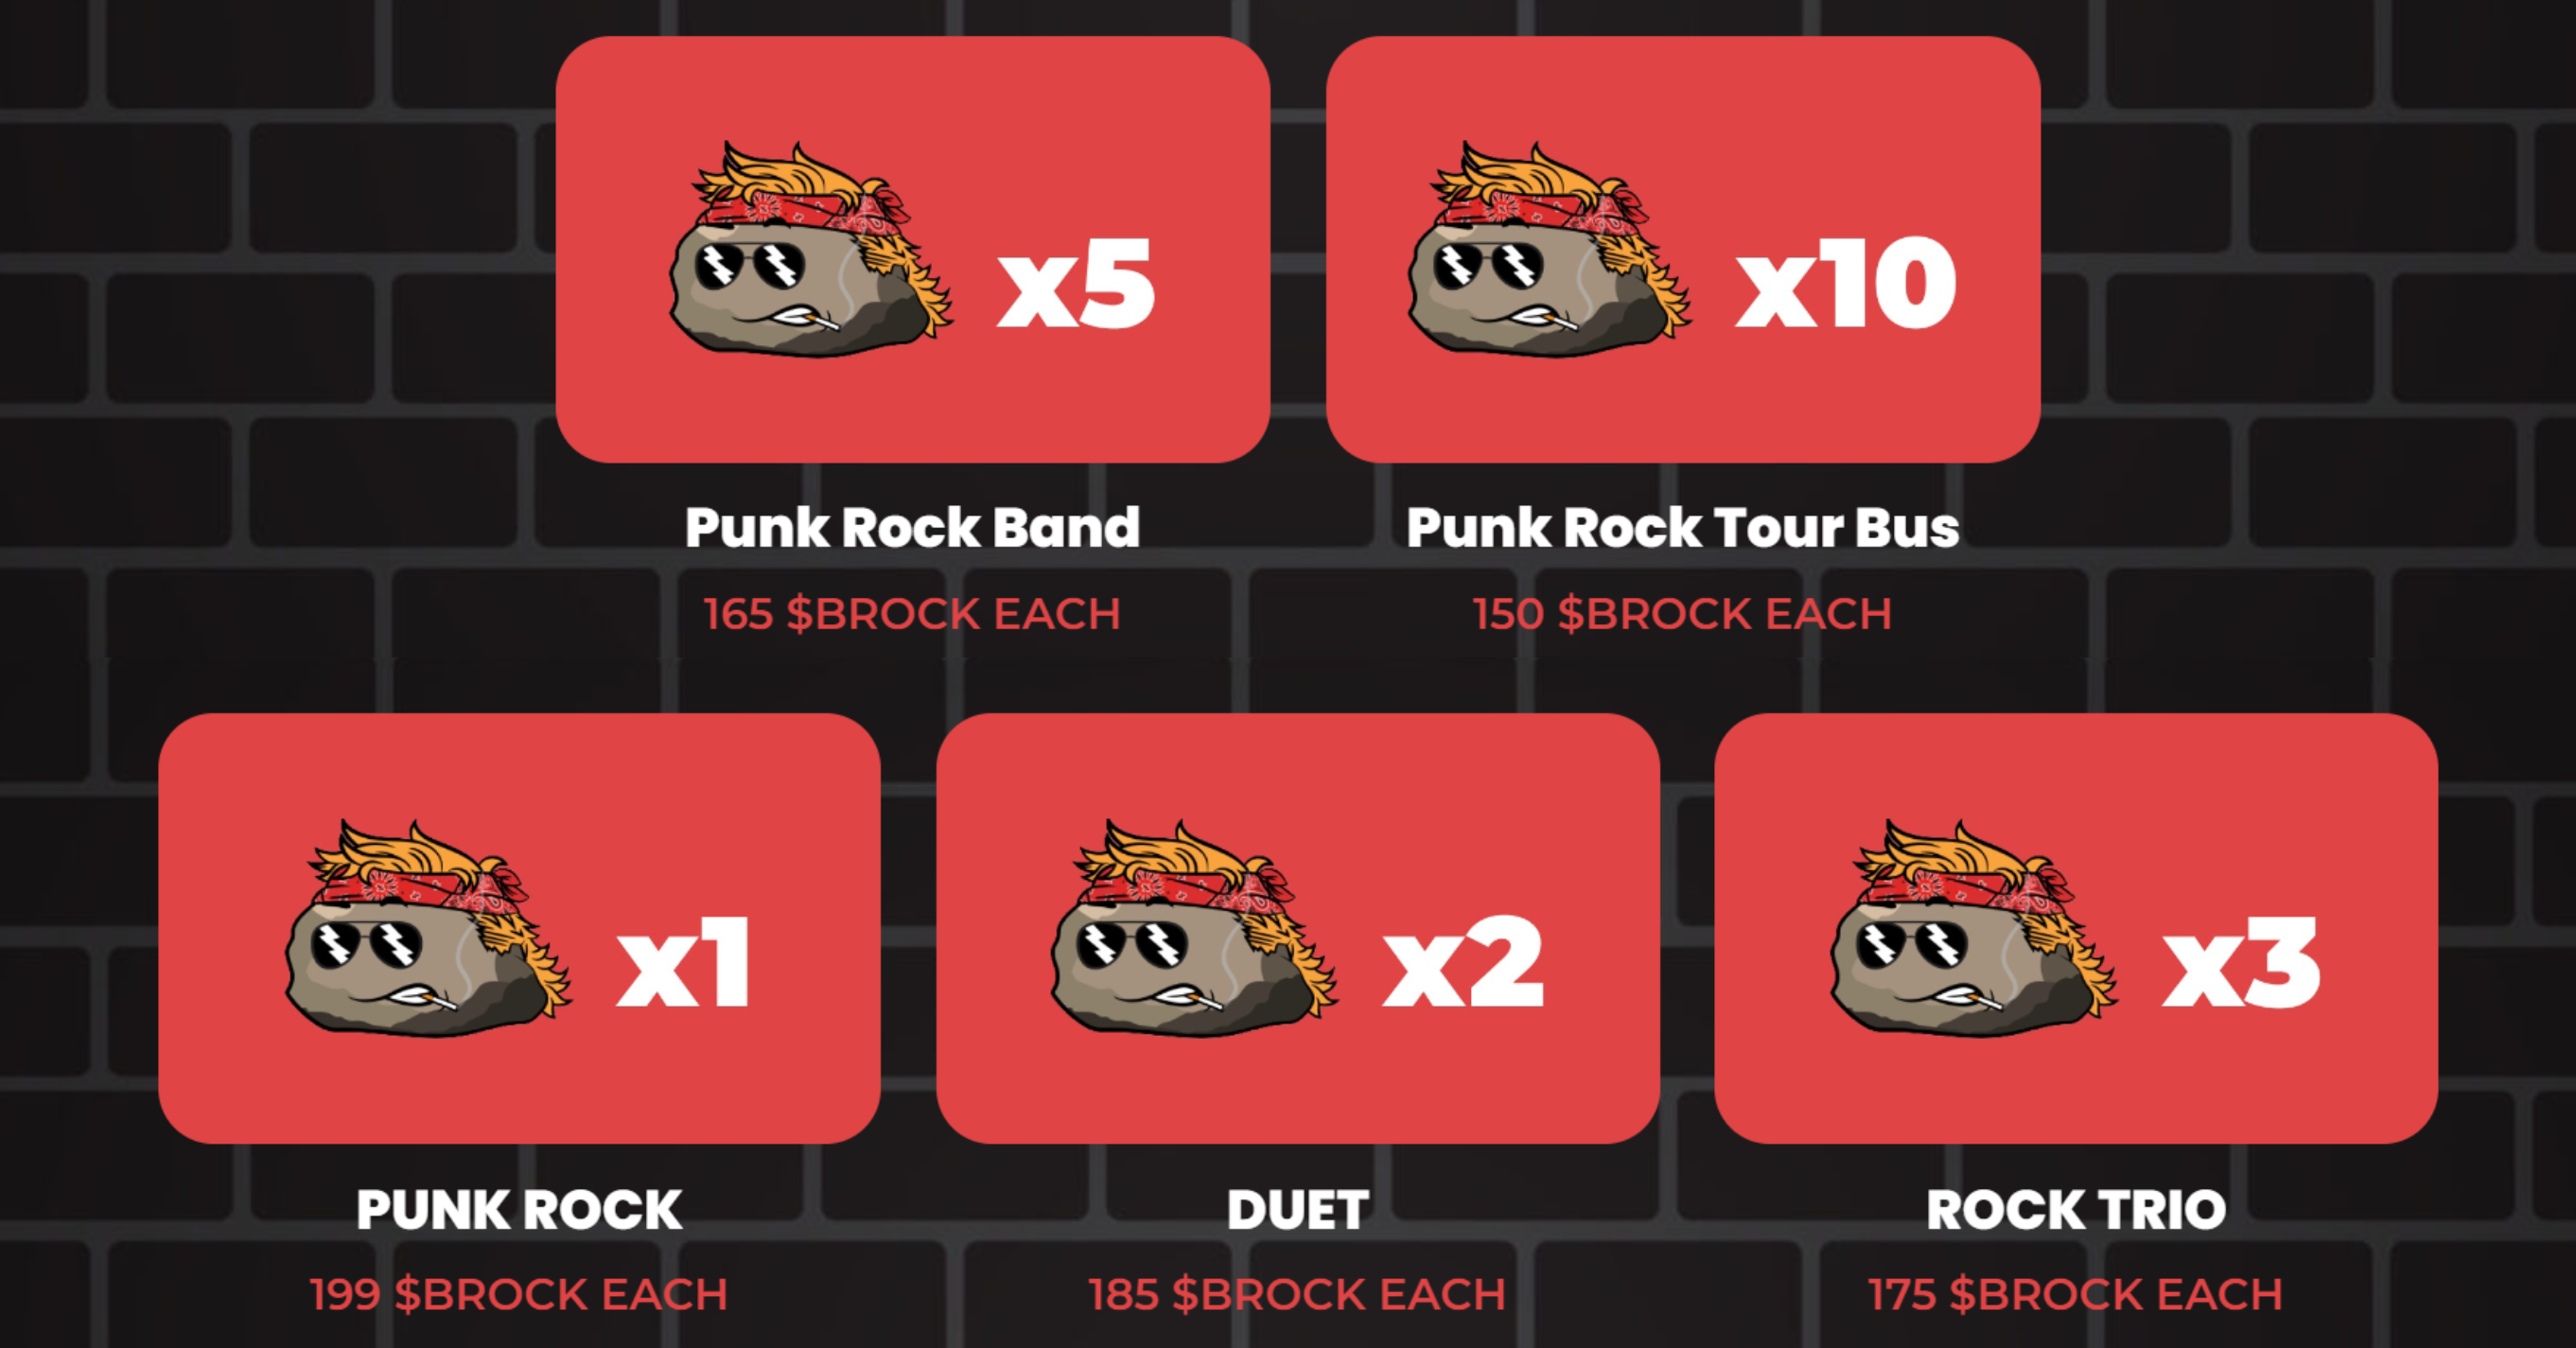 x5
x10
Punk Rock Band
Punk Rock Tour Bus
165 $BROCK EACH
150 $BROCK EACH
x1
x2
x3
PUNK ROCK
DUET
ROCK TRIO
199 $BROCK EACH
185 $BROCK EACH
175 $BROCK EACH